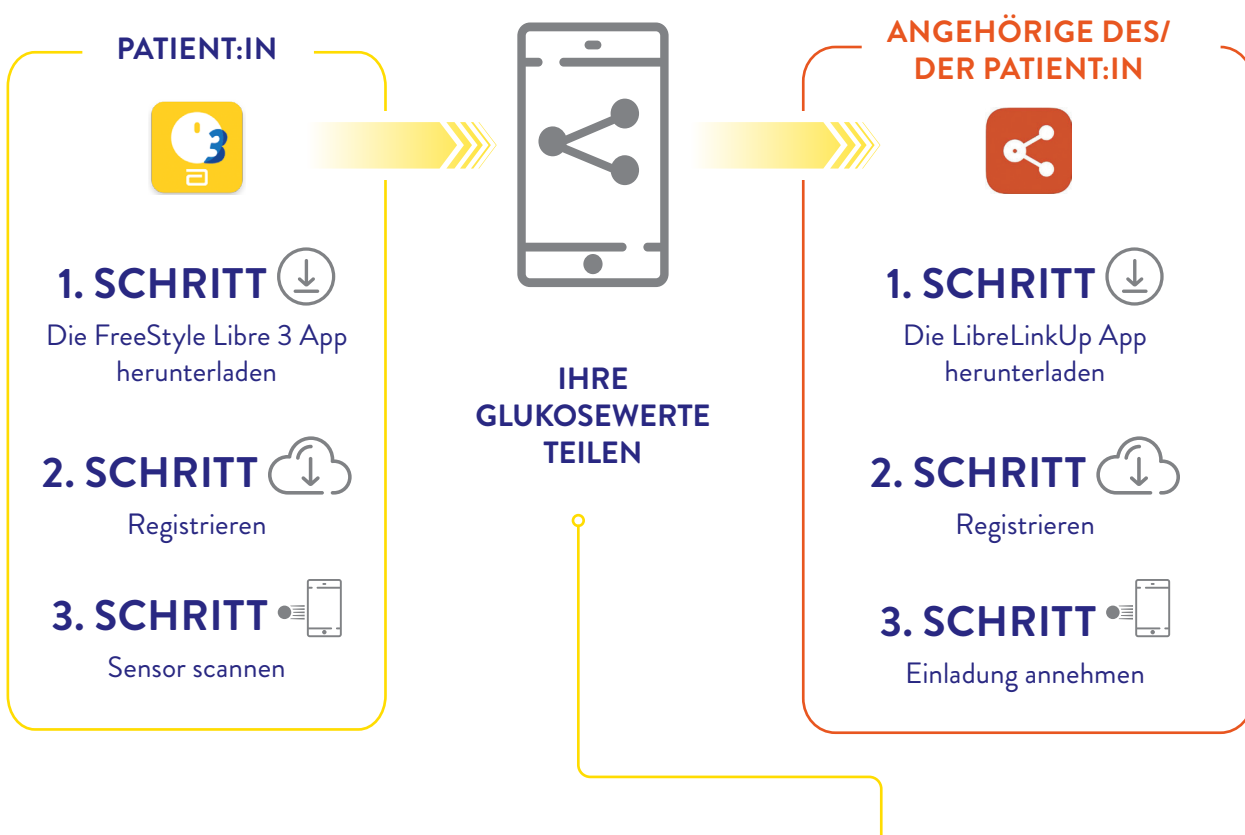 PATIENT:IN
3
1. SCHRITT
Die FreeStyle Libre 3 App
herunterladen
2. SCHRITT
Registrieren
3. SCHRITT
Sensor scannen
IHRE
GLUKOSEWERTE
TEILEN
ANGEHÖRIGE DES/
DER PATIENT:IN
1. SCHRITT
Die LibreLinkUp App
herunterladen
2. SCHRITT
Registrieren
3. SCHRITT
Einladung annehmen